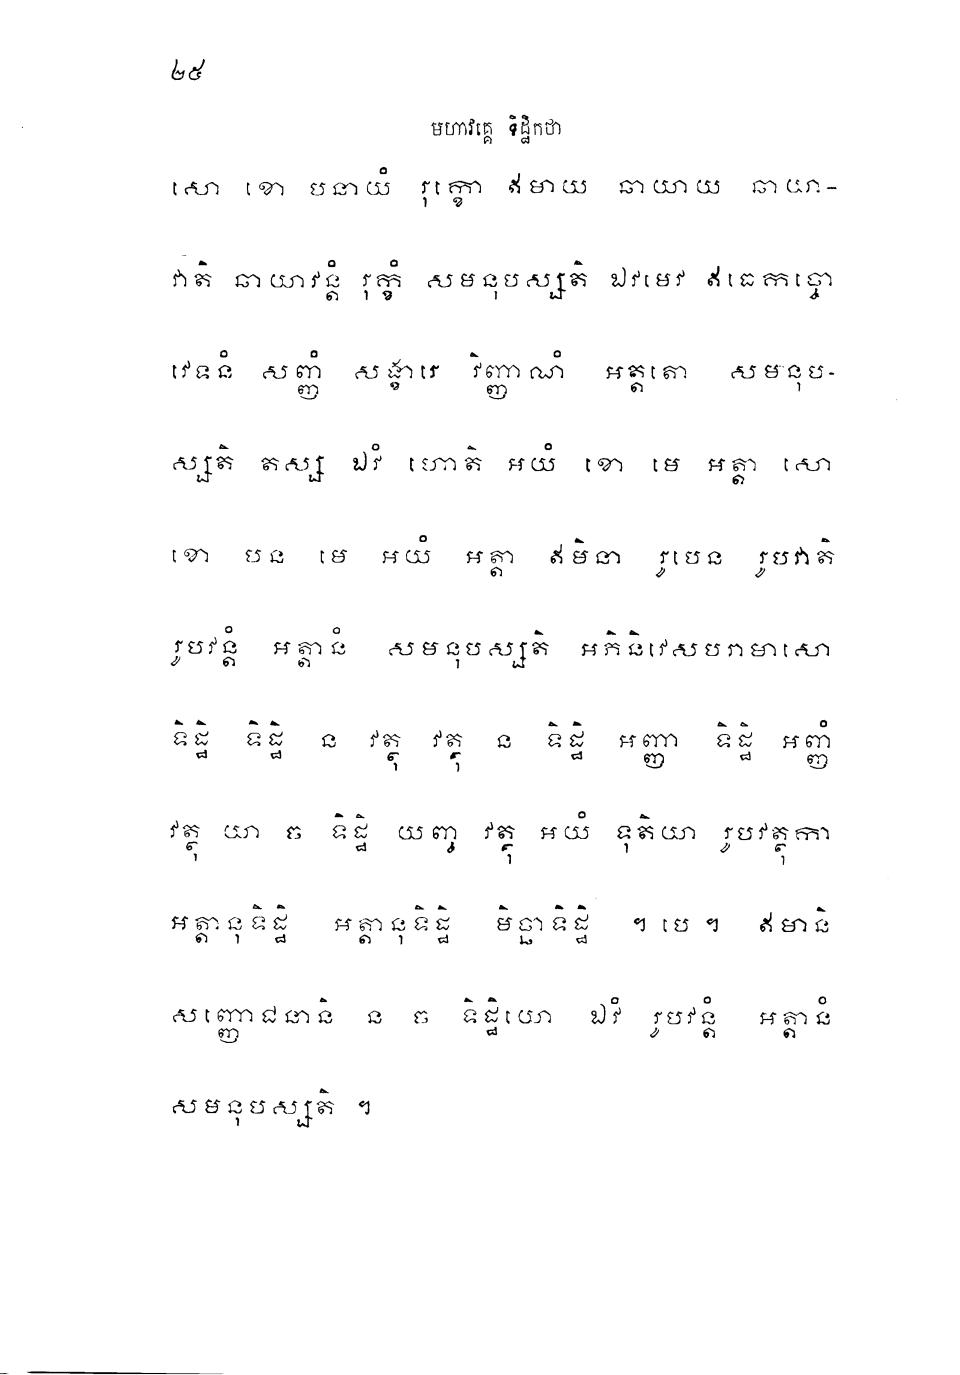 ២៥
មហាវគ្គេ ទិដ្ឋិកថា
សោ ខោ បនាយំ រុក្ខោ ឥមាយ ឆាយាយ ឆាយា-
វាតិ ឆាយាវន្តំ រុក្ខំ សមនុបស្សតិ ឯវមេវ ឥធេកច្ចោ
វេទនំ សញ្ញំ សង្ខារេ វិញ្ញាណំ អត្តតោ សមនុប-
ស្សតិ តស្ស ឯវំ ហោតិ អយំ ខោ មេ អត្តា សោ
ខោ បន មេ អយំ អត្តា ឥមិនា រូបេន រូបវាតិ
រូបវន្តំ អត្តានំ សមនុបស្សតិ អភិនិវេសបរាមាសោ
ទិដ្ឋិ ទិដ្ឋិ ន វត្ថុ វត្ថុ ន ទិដ្ឋិ អញ្ញា ទិដ្ឋិ អញ្ញំ
វត្ថុ យា ច ទិដ្ឋិ យញ្ច វត្ថុ អយំ ទុតិយា រូបវត្ថុកា
អត្តានុទិដ្ឋិ អត្តានុទិដ្ឋិ មិច្ឆាទិដ្ឋិ ។ បេ ។ ឥមានិ
សញ្ញោជនានិ ន ច ទិដ្ឋិយោ ឯវំ រូបវន្តំ អត្តានំ
សមនុបស្សតិ ។